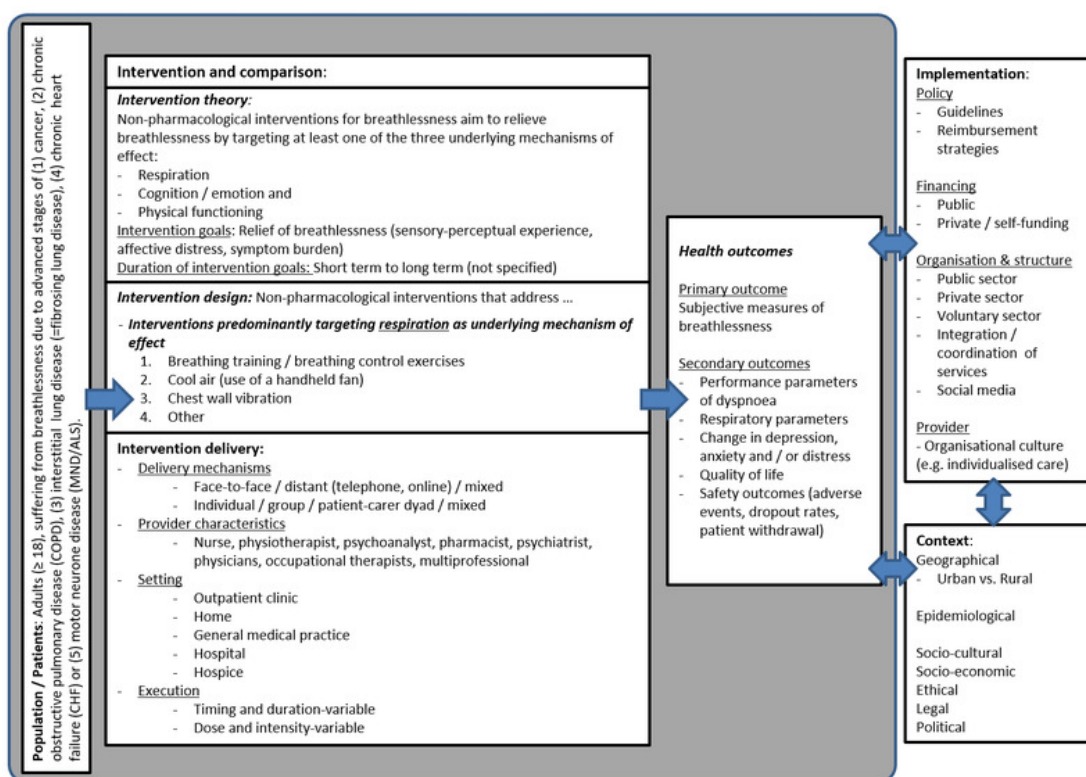 Population / Patients: Adults (≥ 18), suffering from breathlessness due to advanced stages of (1) cancer, (2) chronic
obstructive pulmonary disease (COPD), (3) interstitial lung disease (=fibrosing lung disease), (4) chronic heart
failure (CHF) or (5) motor neurone disease (MND/ALS).
Intervention and comparison:
Intervention theory:
Non-pharmacological interventions for breathlessness aim to relieve
breathlessness by targeting at least one of the three underlying mechanisms of
effect:
- Respiration
- Cognition / emotion and
- Physical functioning
Intervention goals: Relief of breathlessness (sensory-perceptual experience,
affective distress, symptom burden)
Duration of intervention goals: Short term to long term (not specified)
Intervention design: Non-pharmacological interventions that address ...
- Interventions predominantly targeting respiration as underlying mechanism of
effect
1. Breathing training / breathing control exercises
2. Cool air (use of a handheld fan)
3. Chest wall vibration
4. Other
Intervention delivery:
- Delivery mechanisms
- Face-to-face / distant (telephone, online) / mixed
- Individual / group / patient-carer dyad / mixed
- Provider characteristics
- Nurse, physiotherapist, psychoanalyst, pharmacist, psychiatrist,
physicians, occupational therapists, multiprofessional
- Setting
- Outpatient clinic
- Home
- General medical practice
- Hospital
- Hospice
- Execution
- Timing and duration-variable
- Dose and intensity-variable
Health outcomes
Primary outcome
Subjective measures of
breathlessness
Secondary outcomes
- Performance parameters
of dyspnoea
- Respiratory parameters
- Change in depression,
anxiety and / or distress
- Quality of life
- Safety outcomes (adverse
events, dropout rates,
patient withdrawal)
Implementation:
Policy
- Guidelines
- Reimbursement
strategies
Financing
- Public
- Private / self-funding
Organisation & structure
- Public sector
- Private sector
- Voluntary sector
- Integration /
coordination of
services
- Social media
Provider
- Organisational culture
(e.g. individualised care)
Context:
Geographical
- Urban vs. Rural
Epidemiological
Socio-cultural
Socio-economic
Ethical
Legal
Political